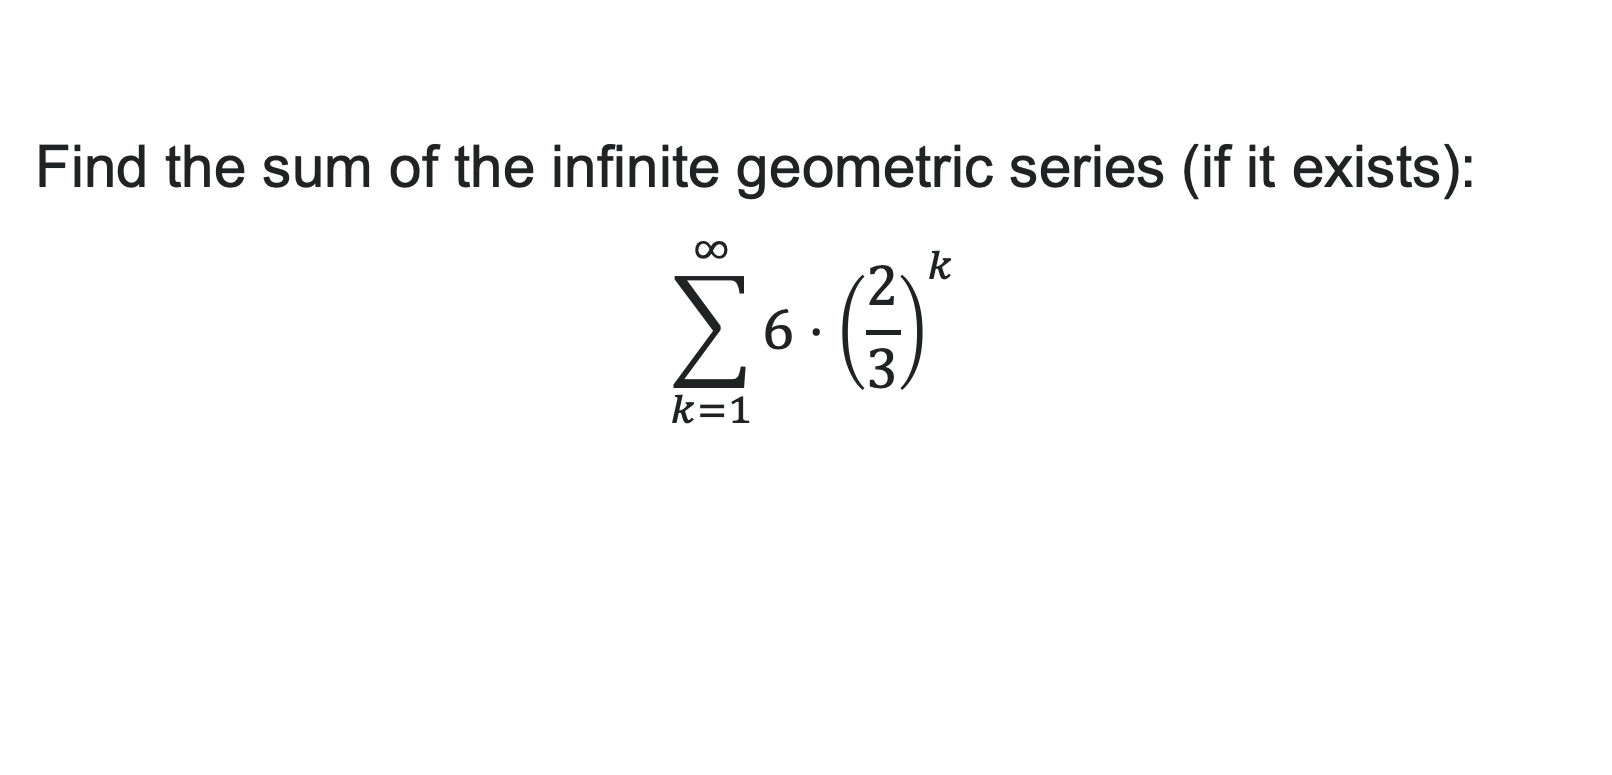 Find the sum of the infinite geometric series (if it exists):
∞
∑ 6 · (2/3)^k
k=1